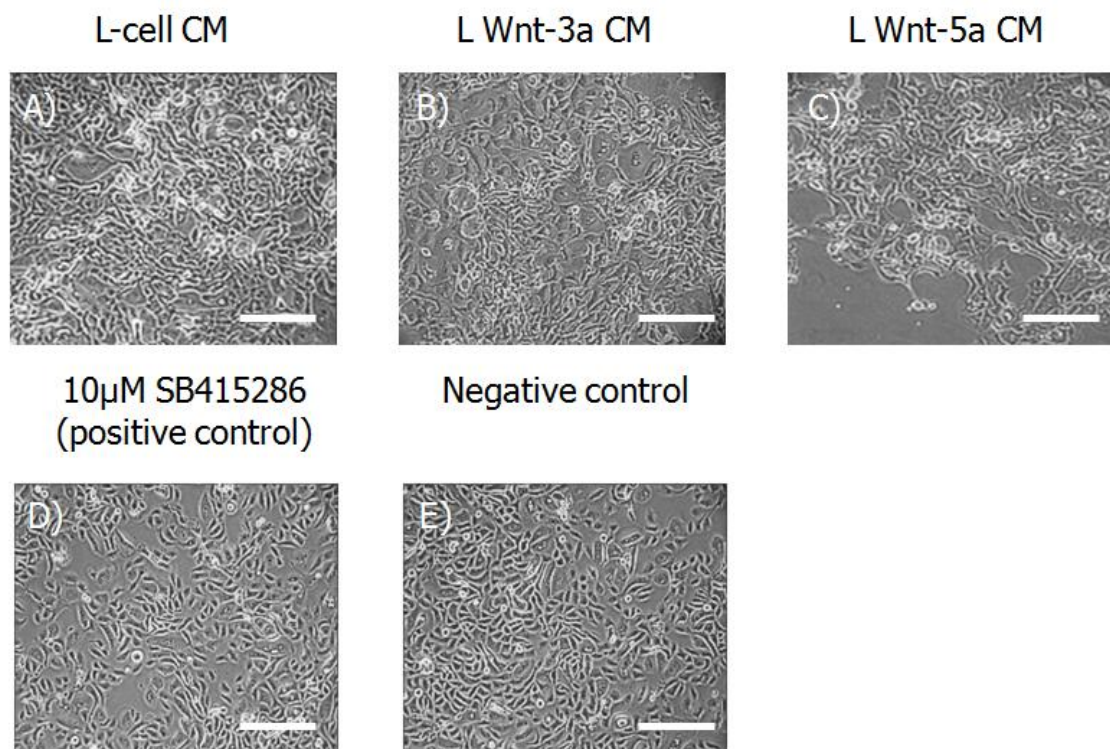 L-cell CM
L Wnt-3a CM
L Wnt-5a CM
A)
B)
C)
10µM SB415286
(positive control)
Negative control
D)
E)